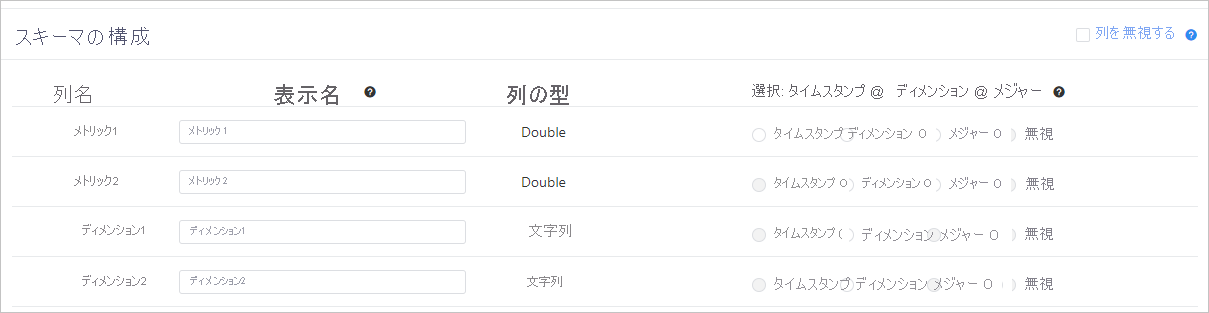 スキーマの構成
列を無視する ?
列名 表示名 ? 列の型 選択: タイムスタンプ @ ディメンション @ メジャー ?
メトリック1 メトリック 1 Double タイムスタンプ ディメンション O メジャー O 無視
メトリック2 メトリック 2 Double タイムスタンプ O ディメンション O メジャー O 無視
ディメンション1 ディメンション1 文字列 タイムスタンプ ( ディメンション メジャー O 無視
ディメンション2 ディメンション2 文字列 タイムスタンプ ディメンション メジャー O 無視